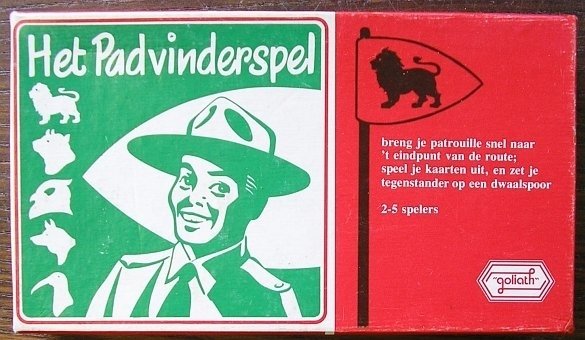 Het Padvinderspel
breng je patrouille snel naar
't eindpunt van de route;
speel je kaarten uit, en zet je
tegenstander op een dwaalspoor
2-5 spelers
goliath